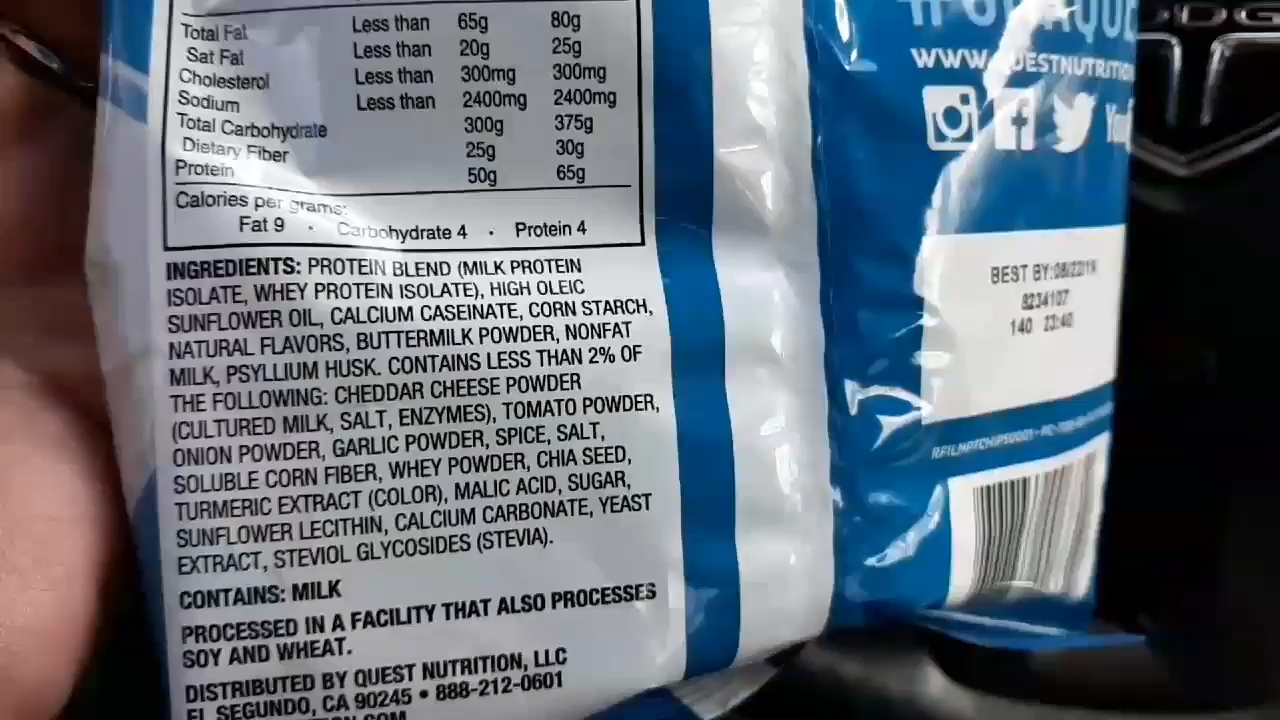 Total Fat Less than 65g 80g
Sat Fat Less than 20g 25g
Cholesterol Less than 300mg 300mg
Sodium Less than 2400mg 2400mg
Total Carbohydrate 300g 375g
Dietary Fiber 25g 30g
Protein 50g 65g
Calories per grams:
Fat 9 · Carbohydrate 4 · Protein 4
INGREDIENTS: PROTEIN BLEND (MILK PROTEIN
ISOLATE, WHEY PROTEIN ISOLATE), HIGH OLEIC
SUNFLOWER OIL, CALCIUM CASEINATE, CORN STARCH,
NATURAL FLAVORS, BUTTERMILK POWDER, NONFAT
MILK, PSYLLIUM HUSK. CONTAINS LESS THAN 2% OF
THE FOLLOWING: CHEDDAR CHEESE POWDER
(CULTURED MILK, SALT, ENZYMES), TOMATO POWDER,
ONION POWDER, GARLIC POWDER, SPICE, SALT,
SOLUBLE CORN FIBER, WHEY POWDER, CHIA SEED,
TURMERIC EXTRACT (COLOR), MALIC ACID, SUGAR,
SUNFLOWER LECITHIN, CALCIUM CARBONATE, YEAST
EXTRACT, STEVIOL GLYCOSIDES (STEVIA).
CONTAINS: MILK
PROCESSED IN A FACILITY THAT ALSO PROCESSES
SOY AND WHEAT.
DISTRIBUTED BY QUEST NUTRITION, LLC
EL SEGUNDO, CA 90245 • 888-212-0601
BEST BY:08/22/19
8234107
140 23:40